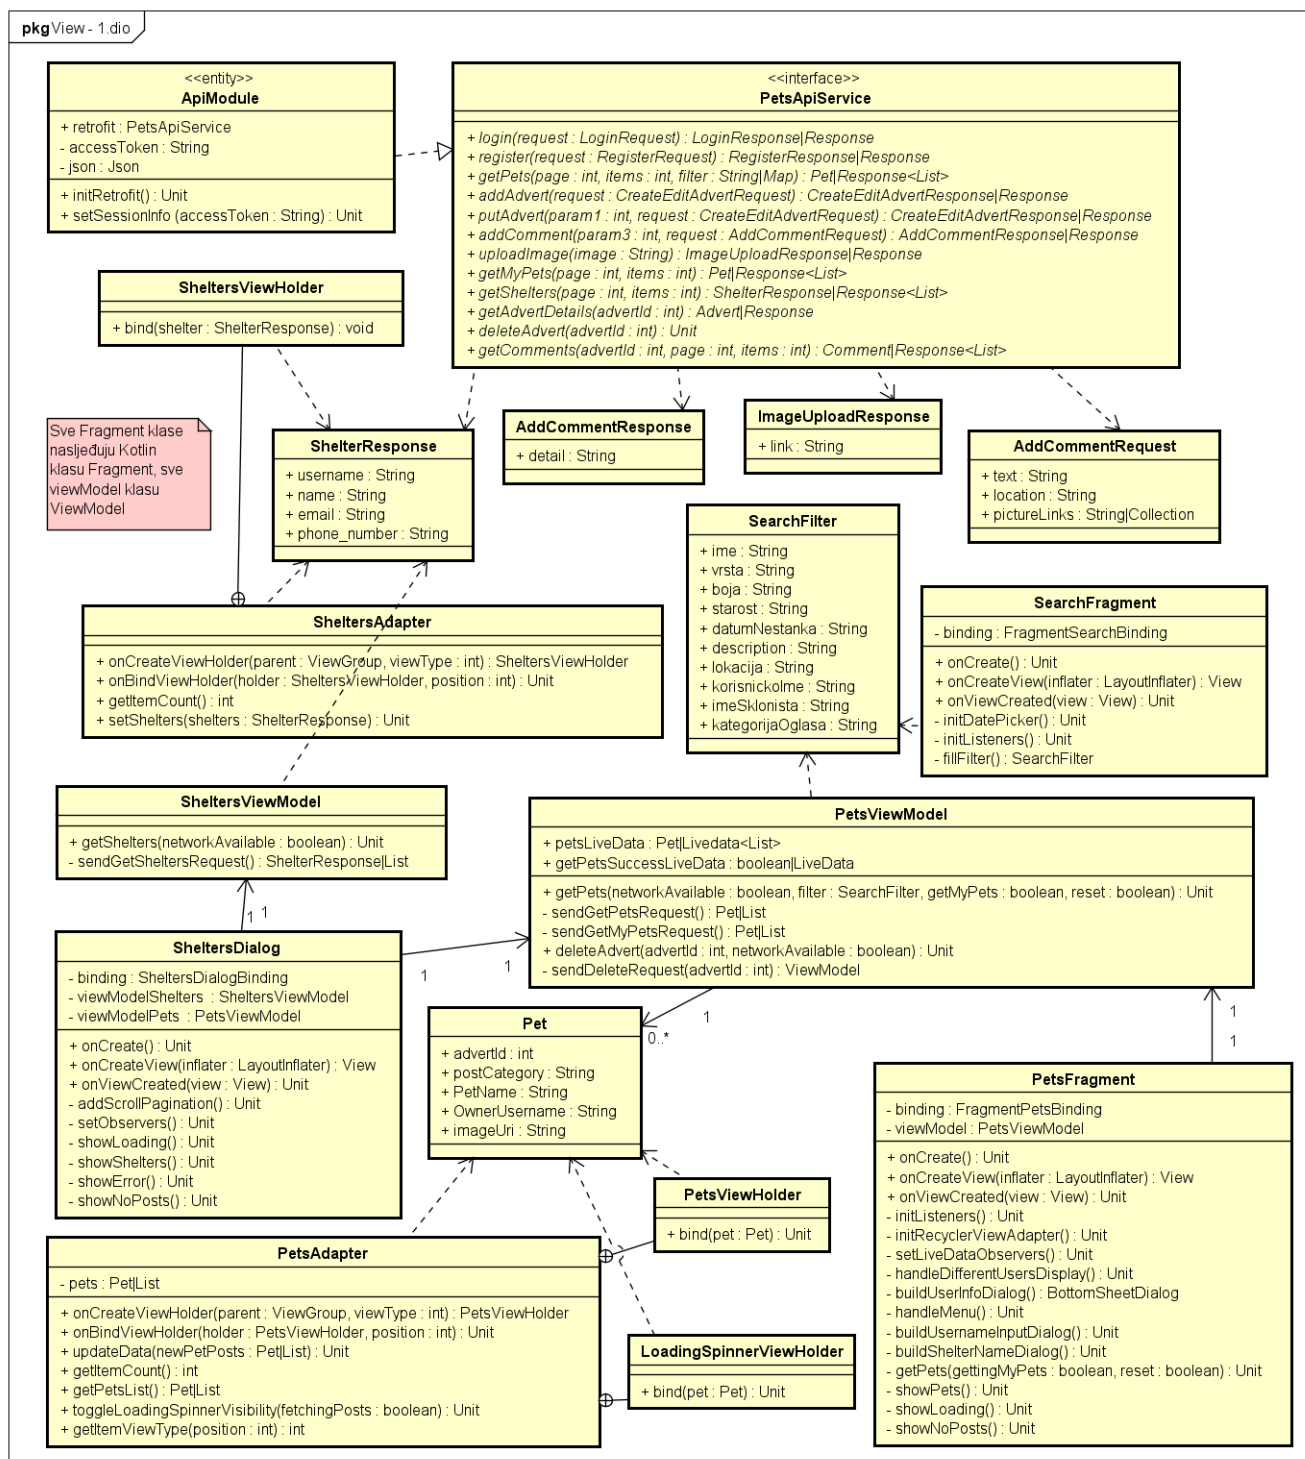 pkg View - 1.dio
<<entity>>
ApiModule
+ retrofit : PetsApiService
- accessToken : String
- json : Json
+ initRetrofit() : Unit
+ setSessionInfo (accessToken : String) : Unit
<<interface>>
PetsApiService
+ login(request : LoginRequest) : LoginResponse|Response
+ register(request : RegisterRequest) : RegisterResponse|Response
+ getPets(page : int, items : int, filter : String|Map) : Pet|Response<List>
+ addAdvert(request : CreateEditAdvertRequest) : CreateEditAdvertResponse|Response
+ putAdvert(param1 : int, request : CreateEditAdvertRequest) : CreateEditAdvertResponse|Response
+ addComment(param3 : int, request : AddCommentRequest) : AddCommentResponse|Response
+ uploadImage(image : String) : ImageUploadResponse|Response
+ getMyPets(page : int, items : int) : Pet|Response<List>
+ getShelters(page : int, items : int) : ShelterResponse|Response<List>
+ getAdvertDetails(advertId : int) : Advert|Response
+ deleteAdvert(advertId : int) : Unit
+ getComments(advertId : int, page : int, items : int) : Comment|Response<List>
SheltersViewHolder
+ bind(shelter : ShelterResponse) : void
Sve Fragment klase
nasljeđuju Kotlin
klasu Fragment, sve
viewModel klasu
ViewModel
ShelterResponse
+ username : String
+ name : String
+ email : String
+ phone_number : String
AddCommentResponse
+ detail : String
ImageUploadResponse
+ link : String
AddCommentRequest
+ text : String
+ location : String
+ pictureLinks : String|Collection
SearchFilter
+ ime : String
+ vrsta : String
+ boja : String
+ starost : String
+ datumNestanka : String
+ description : String
+ lokacija : String
+ korisnickoIme : String
+ imeSklonista : String
+ kategorijaOglasa : String
SearchFragment
- binding : FragmentSearchBinding
+ onCreate() : Unit
+ onCreateView(inflater : LayoutInflater) : View
+ onViewCreated(view : View) : Unit
- initDatePicker() : Unit
- initListeners() : Unit
- fillFilter() : SearchFilter
SheltersAdapter
+ onCreateViewHolder(parent : ViewGroup, viewType : int) : SheltersViewHolder
+ onBindViewHolder(holder : SheltersViewHolder, position : int) : Unit
+ getItemCount() : int
+ setShelters(shelters : ShelterResponse) : Unit
SheltersViewModel
+ getShelters(networkAvailable : boolean) : Unit
- sendGetSheltersRequest() : ShelterResponse|List
1
1
PetsViewModel
+ petsLiveData : Pet|Livedata<List>
+ getPetsSuccessLiveData : boolean|LiveData
+ getPets(networkAvailable : boolean, filter : SearchFilter, getMyPets : boolean, reset : boolean) : Unit
- sendGetPetsRequest() : Pet|List
- sendGetMyPetsRequest() : Pet|List
+ deleteAdvert(advertId : int, networkAvailable : boolean) : Unit
- sendDeleteRequest(advertId : int) : ViewModel
SheltersDialog
- binding : SheltersDialogBinding
- viewModelShelters : SheltersViewModel
- viewModelPets : PetsViewModel
+ onCreate() : Unit
+ onCreateView(inflater : LayoutInflater) : View
+ onViewCreated(view : View) : Unit
- addScrollPagination() : Unit
- setObservers() : Unit
- showLoading() : Unit
- showShelters() : Unit
- showError() : Unit
- showNoPosts() : Unit
1
1
1
0..*
1
1
Pet
+ advertId : int
+ postCategory : String
+ PetName : String
+ OwnerUsername : String
+ imageUri : String
PetsFragment
- binding : FragmentPetsBinding
- viewModel : PetsViewModel
+ onCreate() : Unit
+ onCreateView(inflater : LayoutInflater) : View
+ onViewCreated(view : View) : Unit
- initListeners() : Unit
- initRecyclerViewAdapter() : Unit
- setLiveDataObservers() : Unit
- handleDifferentUsersDisplay() : Unit
- buildUserInfoDialog() : BottomSheetDialog
- handleMenu() : Unit
- buildUsernameInputDialog() : Unit
- buildShelterNameDialog() : Unit
- getPets(gettingMyPets : boolean, reset : boolean) : Unit
- showPets() : Unit
- showLoading() : Unit
- showNoPosts() : Unit
PetsViewHolder
+ bind(pet : Pet) : Unit
PetsAdapter
- pets : Pet|List
+ onCreateViewHolder(parent : ViewGroup, viewType : int) : PetsViewHolder
+ onBindViewHolder(holder : PetsViewHolder, position : int) : Unit
+ updateData(newPetPosts : Pet|List) : Unit
+ getItemCount() : int
+ getPetsList() : Pet|List
+ toggleLoadingSpinnerVisibility(fetchingPosts : boolean) : Unit
+ getItemViewType(position : int) : int
LoadingSpinnerViewHolder
+ bind(pet : Pet) : Unit